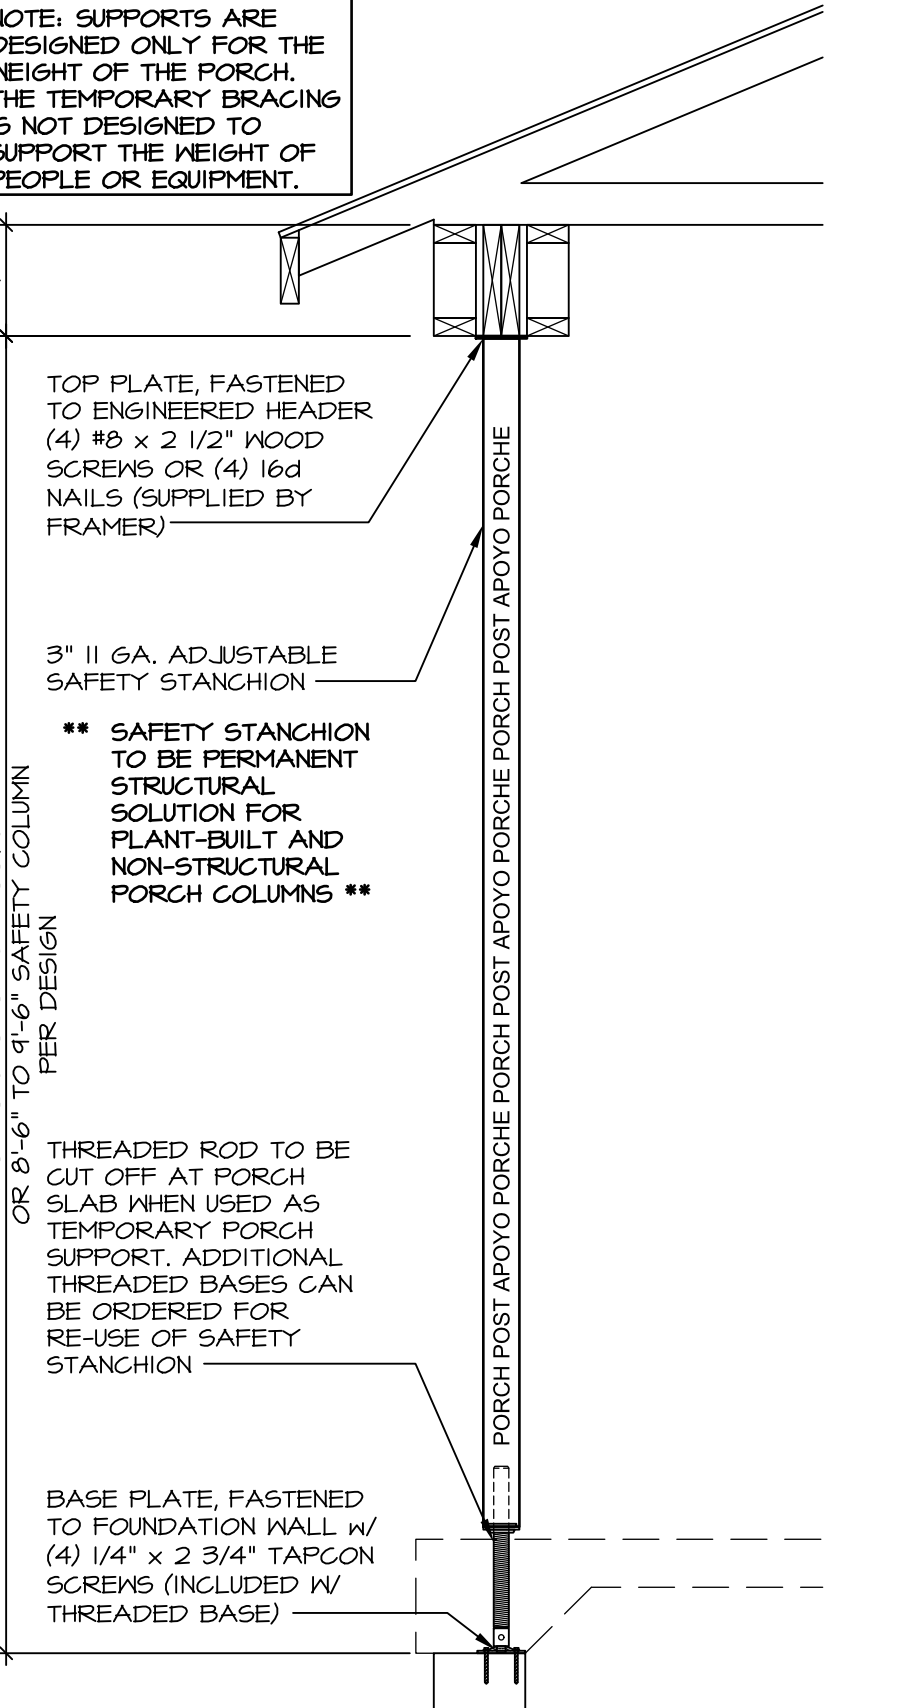 NOTE: SUPPORTS ARE
DESIGNED ONLY FOR THE
WEIGHT OF THE PORCH.
THE TEMPORARY BRACING
IS NOT DESIGNED TO
SUPPORT THE WEIGHT OF
PEOPLE OR EQUIPMENT.
TOP PLATE, FASTENED
TO ENGINEERED HEADER
(4) #8 x 2 1/2" WOOD
SCREWS OR (4) 16d
NAILS (SUPPLIED BY
FRAMER)
3" 11 GA. ADJUSTABLE
SAFETY STANCHION
** SAFETY STANCHION
TO BE PERMANENT
STRUCTURAL
SOLUTION FOR
PLANT-BUILT AND
NON-STRUCTURAL
PORCH COLUMNS **
OR 8'-6" TO 9'-6" SAFETY COLUMN
PER DESIGN
THREADED ROD TO BE
CUT OFF AT PORCH
SLAB WHEN USED AS
TEMPORARY PORCH
SUPPORT. ADDITIONAL
THREADED BASES CAN
BE ORDERED FOR
RE-USE OF SAFETY
STANCHION
BASE PLATE, FASTENED
TO FOUNDATION WALL w/
(4) 1/4" x 2 3/4" TAPCON
SCREWS (INCLUDED W/
THREADED BASE)
PORCH POST APOYO PORCHE PORCH POST APOYO PORCHE PORCH POST APOYO PORCHE PORCH POST APOYO PORCHE